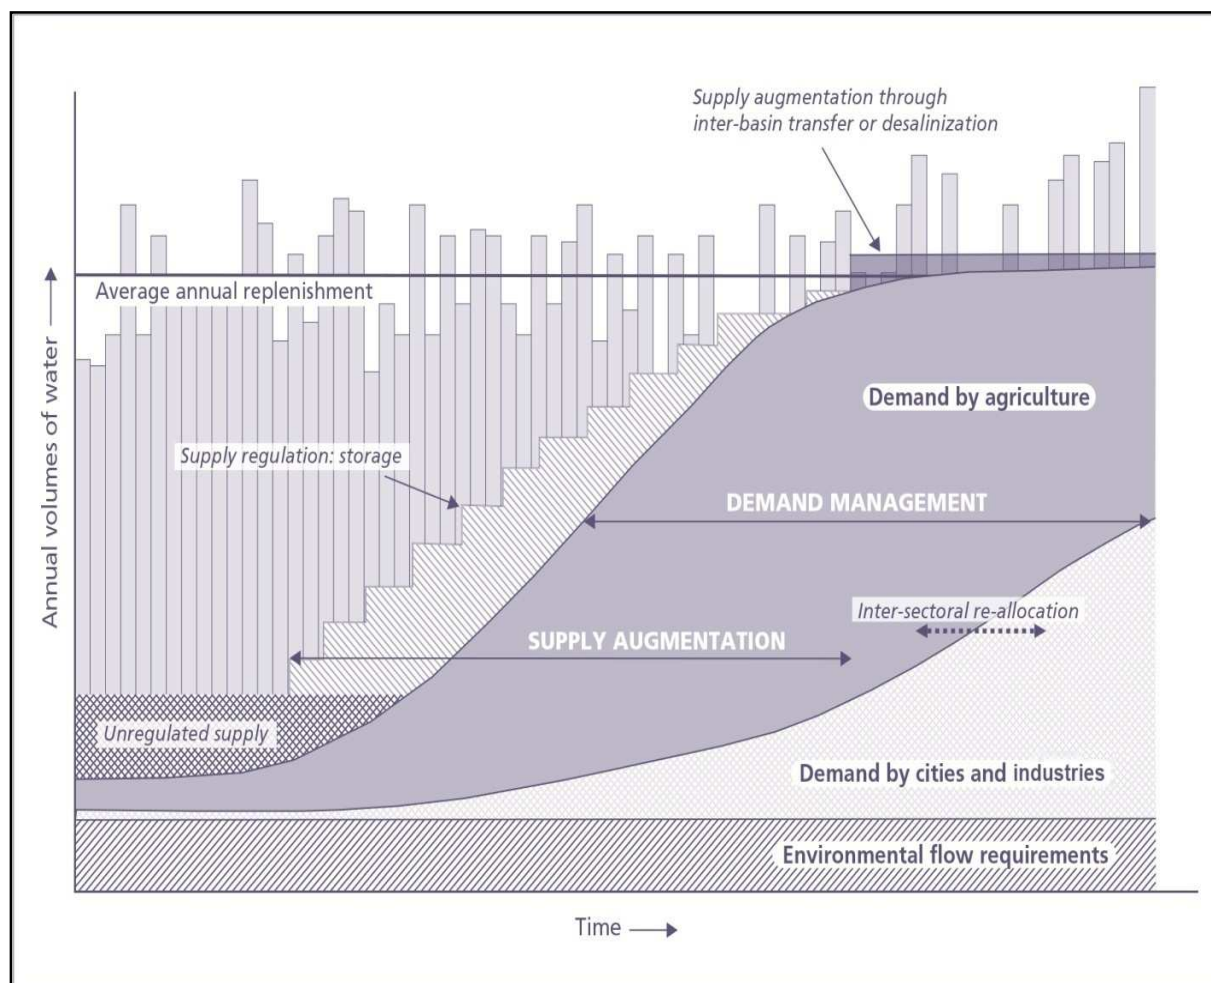 Supply augmentation through
inter-basin transfer or desalinization
Average annual replenishment
Annual volumes of water
Demand by agriculture
Supply regulation: storage
DEMAND MANAGEMENT
Inter-sectoral re-allocation
SUPPLY AUGMENTATION
Unregulated supply
Demand by cities and industries
Environmental flow requirements
Time